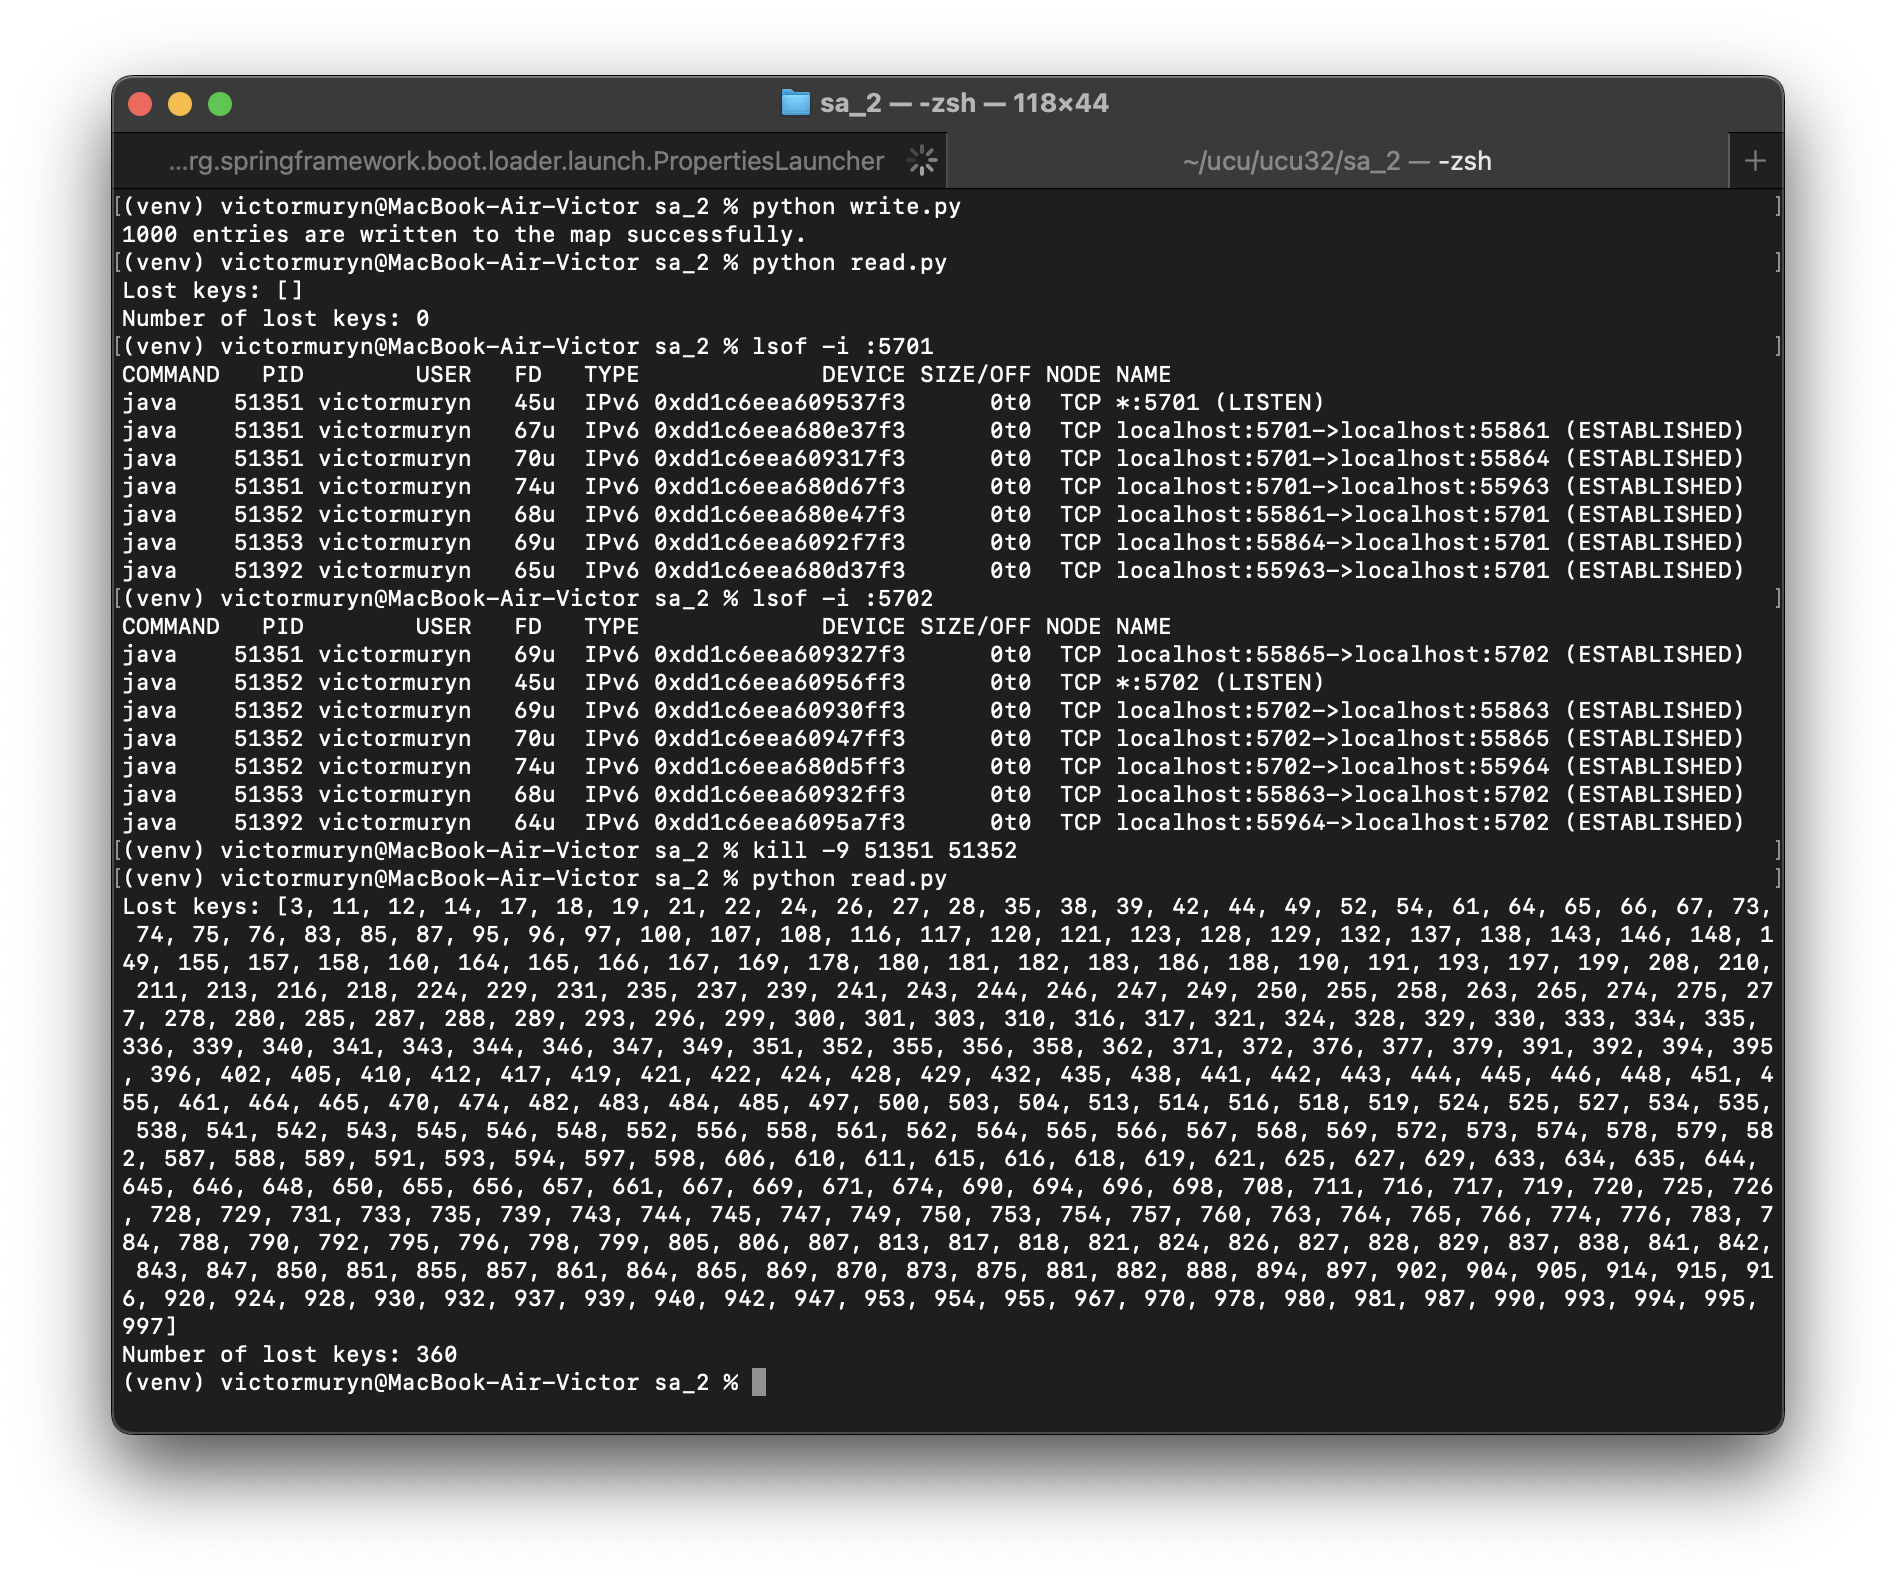 sa_2 — -zsh — 118×44
...rg.springframework.boot.loader.launch.PropertiesLauncher
~/ucu/ucu32/sa_2 — -zsh
+
[(venv) victormuryn@MacBook-Air-Victor sa_2 % python write.py ]
1000 entries are written to the map successfully.
[(venv) victormuryn@MacBook-Air-Victor sa_2 % python read.py ]
Lost keys: []
Number of lost keys: 0
[(venv) victormuryn@MacBook-Air-Victor sa_2 % lsof -i :5701 ]
COMMAND   PID        USER   FD   TYPE             DEVICE SIZE/OFF NODE NAME
java    51351 victormuryn   45u  IPv6 0xdd1c6eea609537f3      0t0  TCP *:5701 (LISTEN)
java    51351 victormuryn   67u  IPv6 0xdd1c6eea680e37f3      0t0  TCP localhost:5701->localhost:55861 (ESTABLISHED)
java    51351 victormuryn   70u  IPv6 0xdd1c6eea609317f3      0t0  TCP localhost:5701->localhost:55864 (ESTABLISHED)
java    51351 victormuryn   74u  IPv6 0xdd1c6eea680d67f3      0t0  TCP localhost:5701->localhost:55963 (ESTABLISHED)
java    51352 victormuryn   68u  IPv6 0xdd1c6eea680e47f3      0t0  TCP localhost:55861->localhost:5701 (ESTABLISHED)
java    51353 victormuryn   69u  IPv6 0xdd1c6eea6092f7f3      0t0  TCP localhost:55864->localhost:5701 (ESTABLISHED)
java    51392 victormuryn   65u  IPv6 0xdd1c6eea680d37f3      0t0  TCP localhost:55963->localhost:5701 (ESTABLISHED)
[(venv) victormuryn@MacBook-Air-Victor sa_2 % lsof -i :5702 ]
COMMAND   PID        USER   FD   TYPE             DEVICE SIZE/OFF NODE NAME
java    51351 victormuryn   69u  IPv6 0xdd1c6eea609327f3      0t0  TCP localhost:55865->localhost:5702 (ESTABLISHED)
java    51352 victormuryn   45u  IPv6 0xdd1c6eea60956ff3      0t0  TCP *:5702 (LISTEN)
java    51352 victormuryn   69u  IPv6 0xdd1c6eea60930ff3      0t0  TCP localhost:5702->localhost:55863 (ESTABLISHED)
java    51352 victormuryn   70u  IPv6 0xdd1c6eea60947ff3      0t0  TCP localhost:5702->localhost:55865 (ESTABLISHED)
java    51352 victormuryn   74u  IPv6 0xdd1c6eea680d5ff3      0t0  TCP localhost:5702->localhost:55964 (ESTABLISHED)
java    51353 victormuryn   68u  IPv6 0xdd1c6eea60932ff3      0t0  TCP localhost:55863->localhost:5702 (ESTABLISHED)
java    51392 victormuryn   64u  IPv6 0xdd1c6eea6095a7f3      0t0  TCP localhost:55964->localhost:5702 (ESTABLISHED)
[(venv) victormuryn@MacBook-Air-Victor sa_2 % kill -9 51351 51352 ]
[(venv) victormuryn@MacBook-Air-Victor sa_2 % python read.py ]
Lost keys: [3, 11, 12, 14, 17, 18, 19, 21, 22, 24, 26, 27, 28, 35, 38, 39, 42, 44, 49, 52, 54, 61, 64, 65, 66, 67, 73,
 74, 75, 76, 83, 85, 87, 95, 96, 97, 100, 107, 108, 116, 117, 120, 121, 123, 128, 129, 132, 137, 138, 143, 146, 148, 1
49, 155, 157, 158, 160, 164, 165, 166, 167, 169, 178, 180, 181, 182, 183, 186, 188, 190, 191, 193, 197, 199, 208, 210,
 211, 213, 216, 218, 224, 229, 231, 235, 237, 239, 241, 243, 244, 246, 247, 249, 250, 255, 258, 263, 265, 274, 275, 27
7, 278, 280, 285, 287, 288, 289, 293, 296, 299, 300, 301, 303, 310, 316, 317, 321, 324, 328, 329, 330, 333, 334, 335,
336, 339, 340, 341, 343, 344, 346, 347, 349, 351, 352, 355, 356, 358, 362, 371, 372, 376, 377, 379, 391, 392, 394, 395
, 396, 402, 405, 410, 412, 417, 419, 421, 422, 424, 428, 429, 432, 435, 438, 441, 442, 443, 444, 445, 446, 448, 451, 4
55, 461, 464, 465, 470, 474, 482, 483, 484, 485, 497, 500, 503, 504, 513, 514, 516, 518, 519, 524, 525, 527, 534, 535,
 538, 541, 542, 543, 545, 546, 548, 552, 556, 558, 561, 562, 564, 565, 566, 567, 568, 569, 572, 573, 574, 578, 579, 58
2, 587, 588, 589, 591, 593, 594, 597, 598, 606, 610, 611, 615, 616, 618, 619, 621, 625, 627, 629, 633, 634, 635, 644,
645, 646, 648, 650, 655, 656, 657, 661, 667, 669, 671, 674, 690, 694, 696, 698, 708, 711, 716, 717, 719, 720, 725, 726
, 728, 729, 731, 733, 735, 739, 743, 744, 745, 747, 749, 750, 753, 754, 757, 760, 763, 764, 765, 766, 774, 776, 783, 7
84, 788, 790, 792, 795, 796, 798, 799, 805, 806, 807, 813, 817, 818, 821, 824, 826, 827, 828, 829, 837, 838, 841, 842,
 843, 847, 850, 851, 855, 857, 861, 864, 865, 869, 870, 873, 875, 881, 882, 888, 894, 897, 902, 904, 905, 914, 915, 91
6, 920, 924, 928, 930, 932, 937, 939, 940, 942, 947, 953, 954, 955, 967, 970, 978, 980, 981, 987, 990, 993, 994, 995,
997]
Number of lost keys: 360
(venv) victormuryn@MacBook-Air-Victor sa_2 %